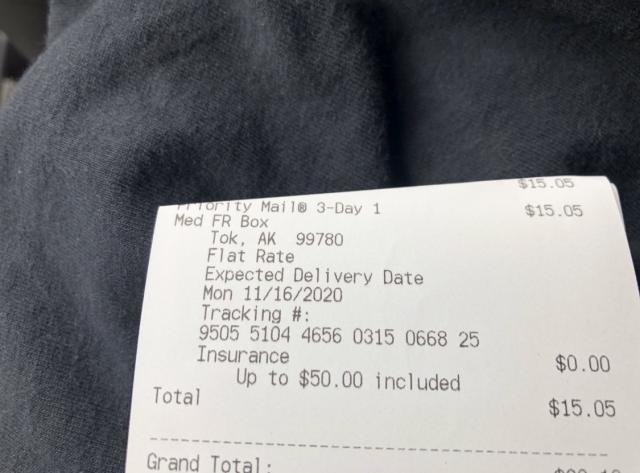 $15.05
Priority Mail® 3-Day 1 $15.05
Med FR Box
Tok, AK 99780
Flat Rate
Expected Delivery Date
Mon 11/16/2020
Tracking #:
9505 5104 4656 0315 0668 25
Insurance $0.00
Up to $50.00 included
Total $15.05
Grand Total: